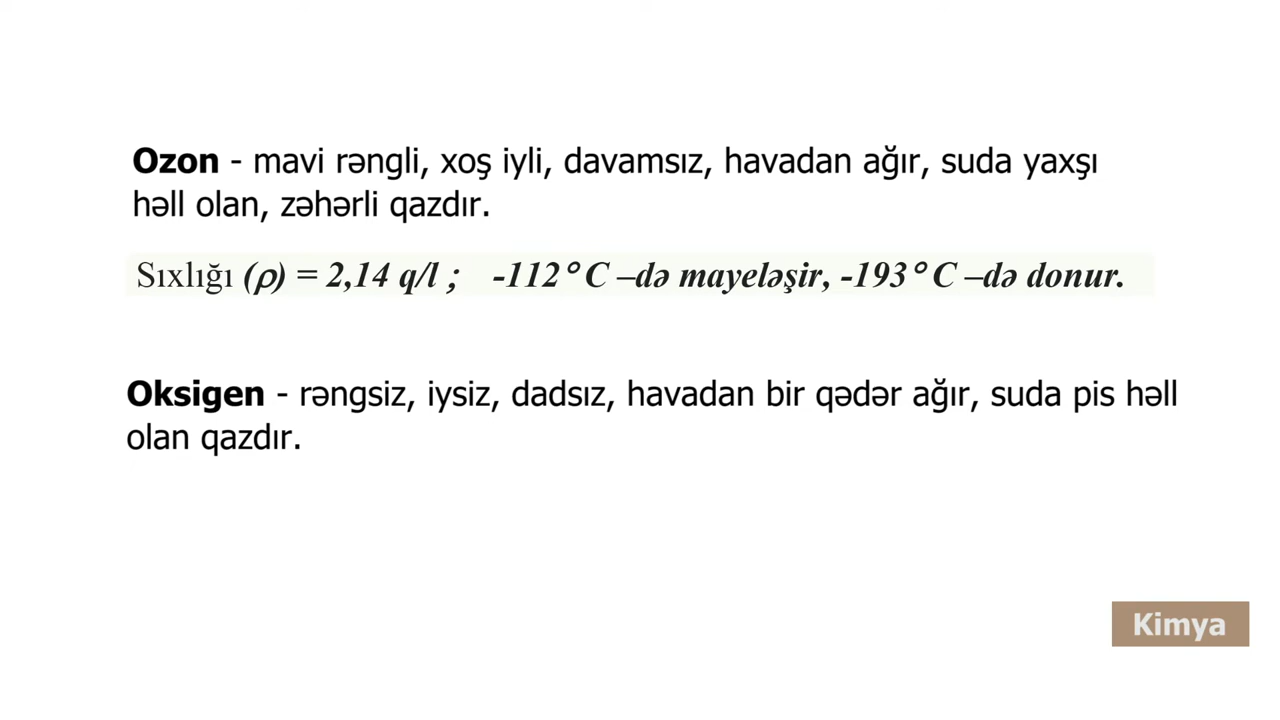 Ozon - mavi rəngli, xoş iyli, davamsız, havadan ağır, suda yaxşı
həll olan, zəhərli qazdır.
Sıxlığı (ρ) = 2,14 q/l ; -112° C –də mayeləşir, -193° C –də donur.
Oksigen - rəngsiz, iysiz, dadsız, havadan bir qədər ağır, suda pis həll
olan qazdır.
Kimya